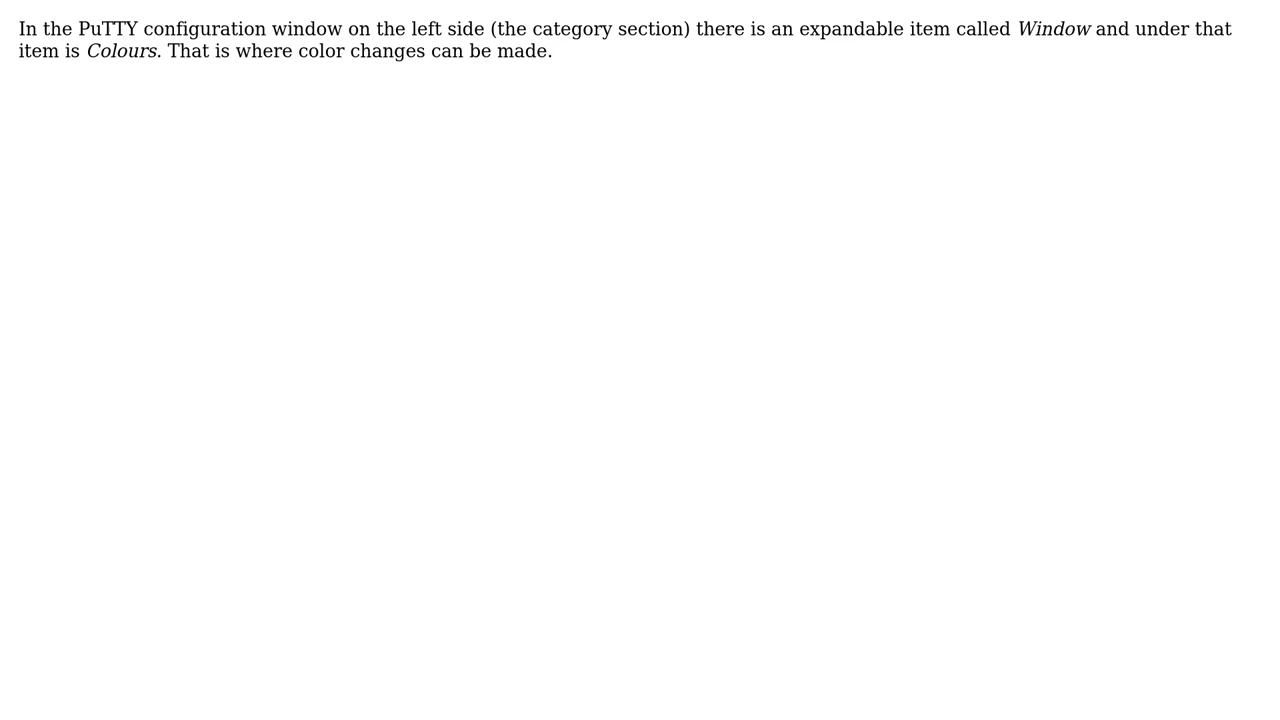 In the PuTTY configuration window on the left side (the category section) there is an expandable item called Window and under that
item is Colours. That is where color changes can be made.